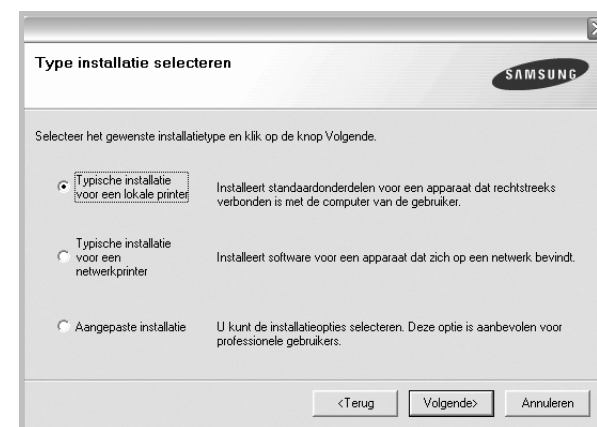 Type installatie selecteren
SAMSUNG
Selecteer het gewenste installatietype en klik op de knop Volgende.
Typische installatie
voor een lokale printer
Installeert standaardonderdelen voor een apparaat dat rechtstreeks
verbonden is met de computer van de gebruiker.
Typische installatie
voor een
netwerkprinter
Installeert software voor een apparaat dat zich op een netwerk bevindt.
Aangepaste installatie
U kunt de installatieopties selecteren. Deze optie is aanbevolen voor
professionele gebruikers.
<Terug
Volgende>
Annuleren